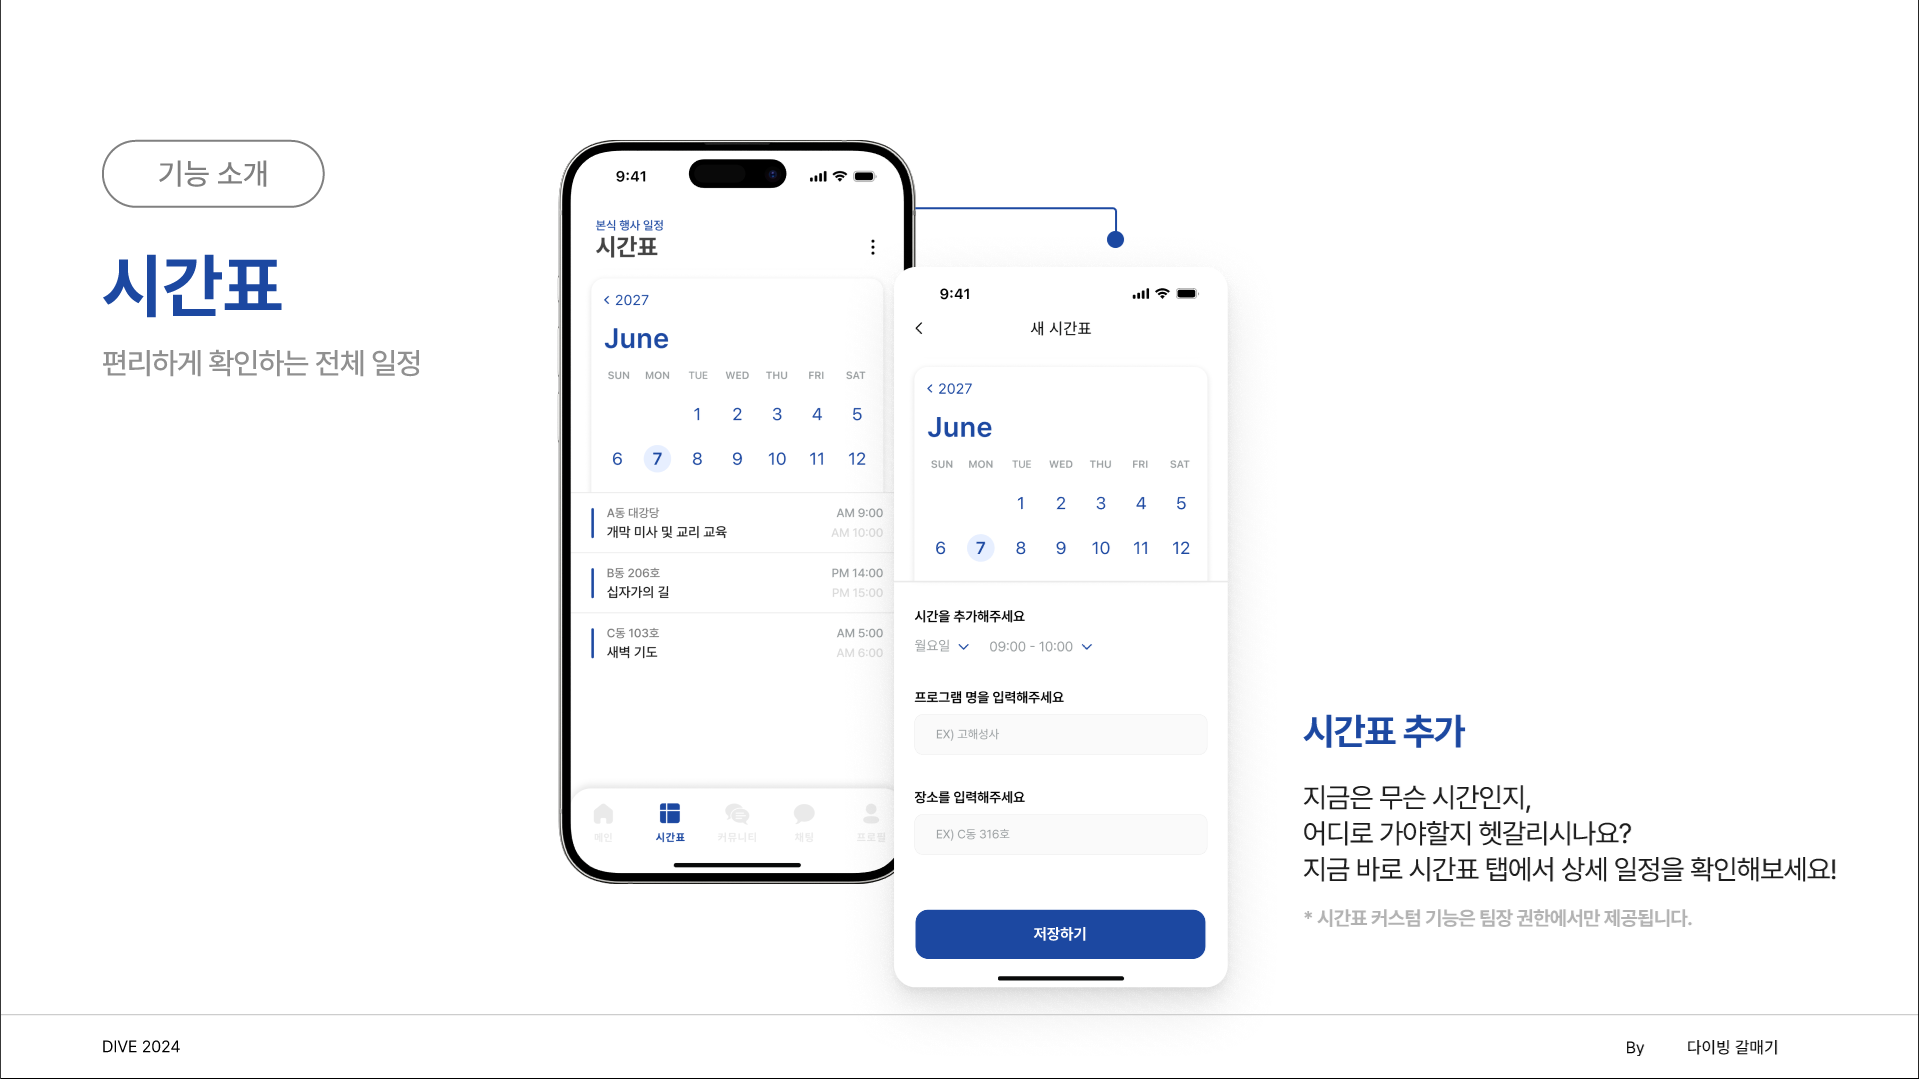 기능 소개
시간표
편리하게 확인하는 전체 일정
9:41
본식 행사 일정
시간표
2027
June
SUN MON TUE WED THU FRI SAT
1 2 3 4 5
6 7 8 9 10 11 12
A동 대강당 AM 9:00
개막 미사 및 교리 교육 AM 10:00
B동 206호 PM 14:00
십자가의 길 PM 15:00
C동 103호 AM 5:00
새벽 기도 AM 6:00
메인 시간표 커뮤니티 채팅 프로필
9:41
새 시간표
2027
June
SUN MON TUE WED THU FRI SAT
1 2 3 4 5
6 7 8 9 10 11 12
시간을 추가해주세요
월요일 09:00 - 10:00
프로그램 명을 입력해주세요
EX) 고해성사
장소를 입력해주세요
EX) C동 316호
저장하기
시간표 추가
지금은 무슨 시간인지,
어디로 가야할지 헷갈리시나요?
지금 바로 시간표 탭에서 상세 일정을 확인해보세요!
* 시간표 커스텀 기능은 팀장 권한에서만 제공됩니다.
DIVE 2024
By 다이빙 갈매기